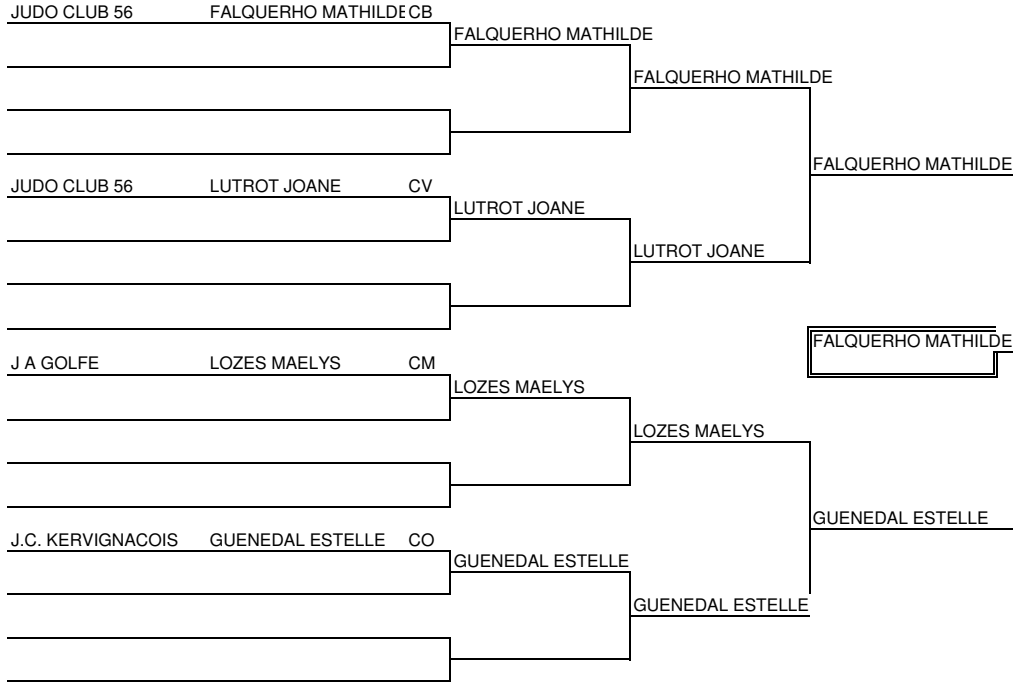 JUDO CLUB 56 FALQUERHO MATHILDE CB
FALQUERHO MATHILDE
FALQUERHO MATHILDE
FALQUERHO MATHILDE
JUDO CLUB 56 LUTROT JOANE CV
LUTROT JOANE
LUTROT JOANE
FALQUERHO MATHILDE
J A GOLFE LOZES MAELYS CM
LOZES MAELYS
LOZES MAELYS
GUENEDAL ESTELLE
J.C. KERVIGNACOIS GUENEDAL ESTELLE CO
GUENEDAL ESTELLE
GUENEDAL ESTELLE